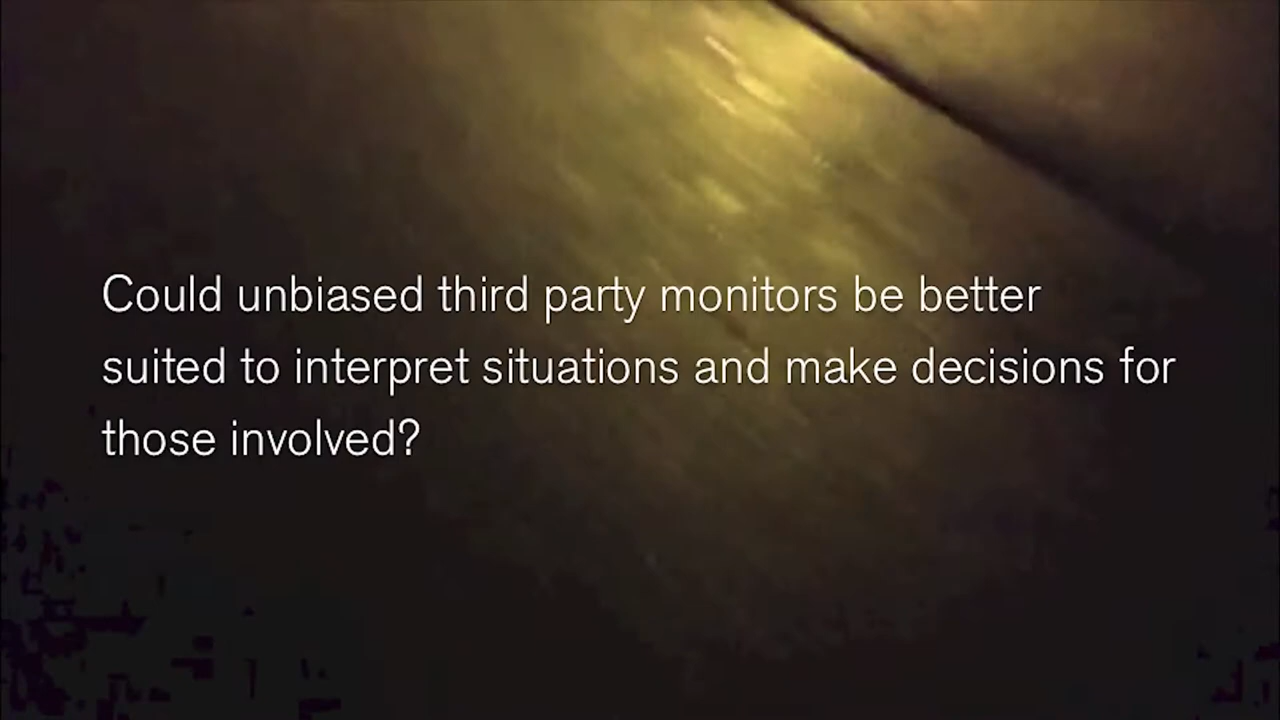 Could unbiased third party monitors be better
suited to interpret situations and make decisions for
those involved?